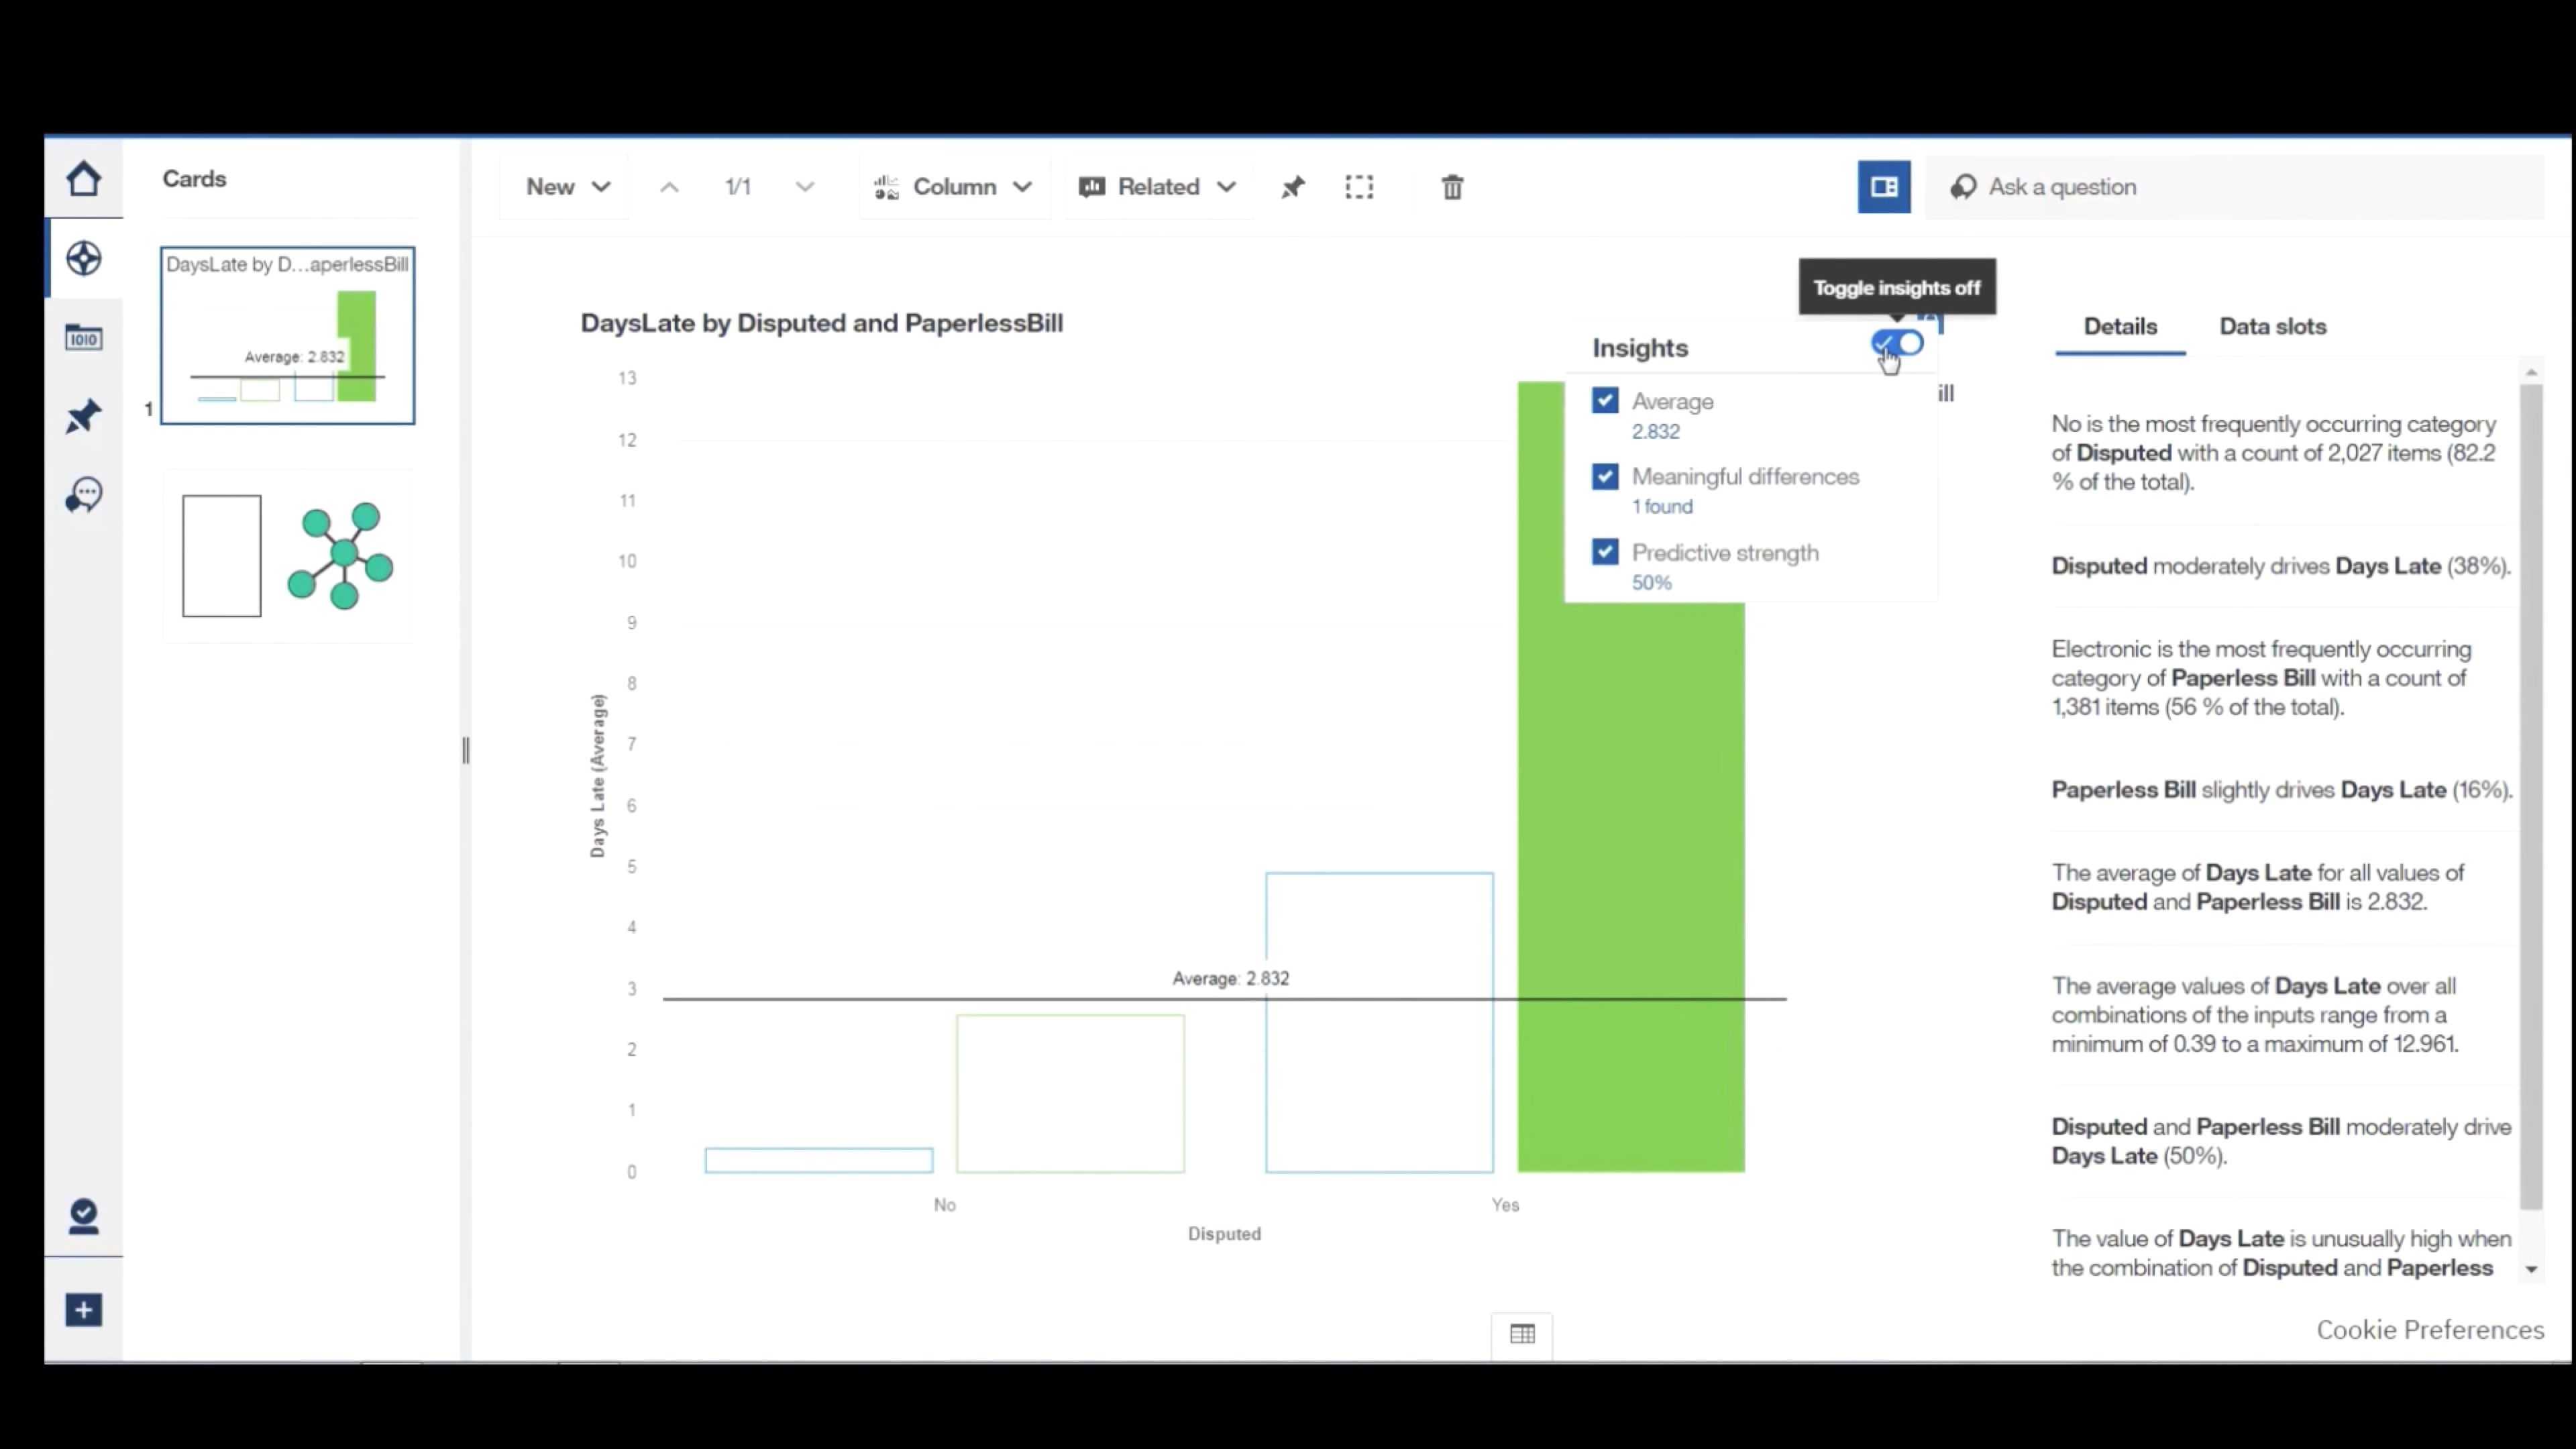 Cards
New
1/1
Column
Related
Ask a question
DaysLate by D...aperlessBill
Average: 2.832
1
1010
DaysLate by Disputed and PaperlessBill
Toggle insights off
Insights
Average
2.832
Meaningful differences
1 found
Predictive strength
50%
ill
13
12
11
10
9
8
7
6
5
4
3
2
1
0
Days Late (Average)
Average: 2.832
No
Yes
Disputed
Details
Data slots
No is the most frequently occurring category
of Disputed with a count of 2,027 items (82.2
% of the total).
Disputed moderately drives Days Late (38%).
Electronic is the most frequently occurring
category of Paperless Bill with a count of
1,381 items (56 % of the total).
Paperless Bill slightly drives Days Late (16%).
The average of Days Late for all values of
Disputed and Paperless Bill is 2.832.
The average values of Days Late over all
combinations of the inputs range from a
minimum of 0.39 to a maximum of 12.961.
Disputed and Paperless Bill moderately drive
Days Late (50%).
The value of Days Late is unusually high when
the combination of Disputed and Paperless
Cookie Preferences